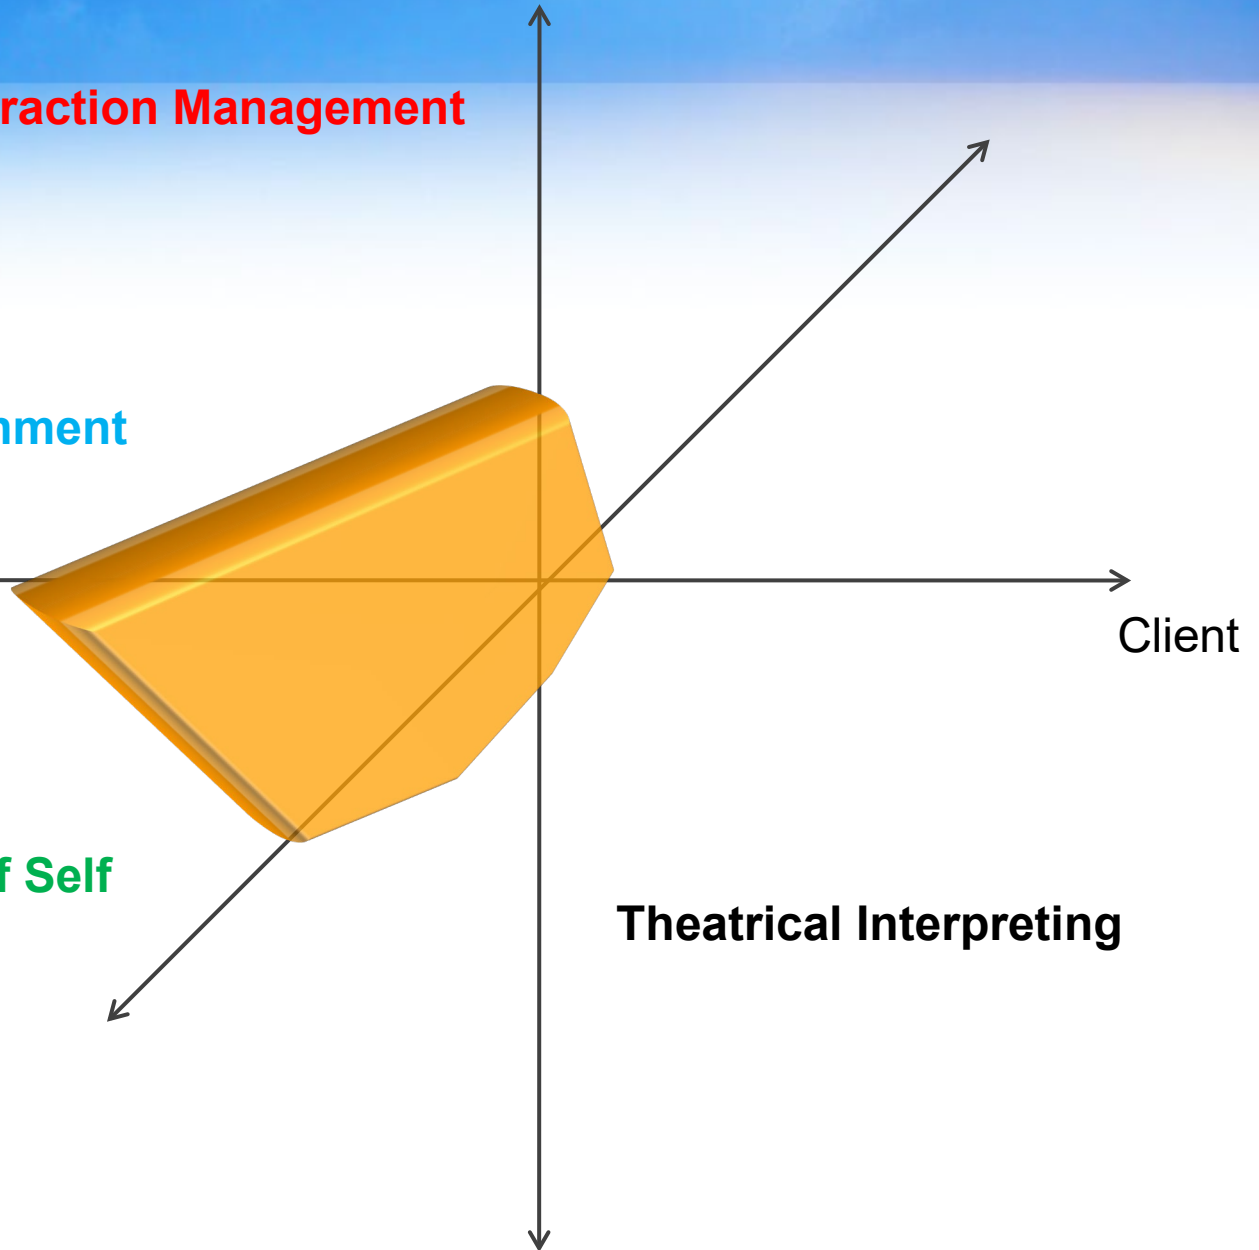 raction Management
nment
Client
f Self
Theatrical Interpreting